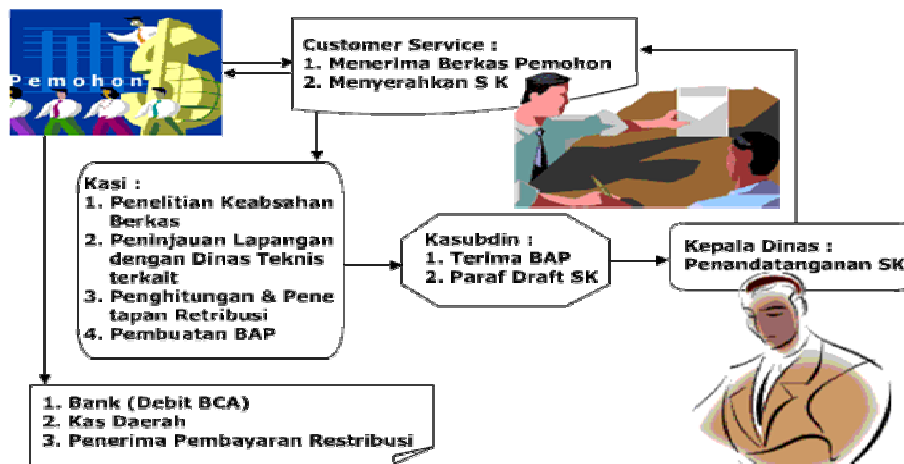 Pemohon
Customer Service :
1. Menerima Berkas Pemohon
2. Menyerahkan S K
Kasi :
1. Penelitian Keabsahan
Berkas
2. Peninjauan Lapangan
dengan Dinas Teknis
terkait
3. Penghitungan & Pene
tapan Retribusi
4. Pembuatan BAP
Kasubdin :
1. Terima BAP
2. Paraf Draft SK
Kepala Dinas :
Penandatanganan SK
1. Bank (Debit BCA)
2. Kas Daerah
3. Penerima Pembayaran Restribusi